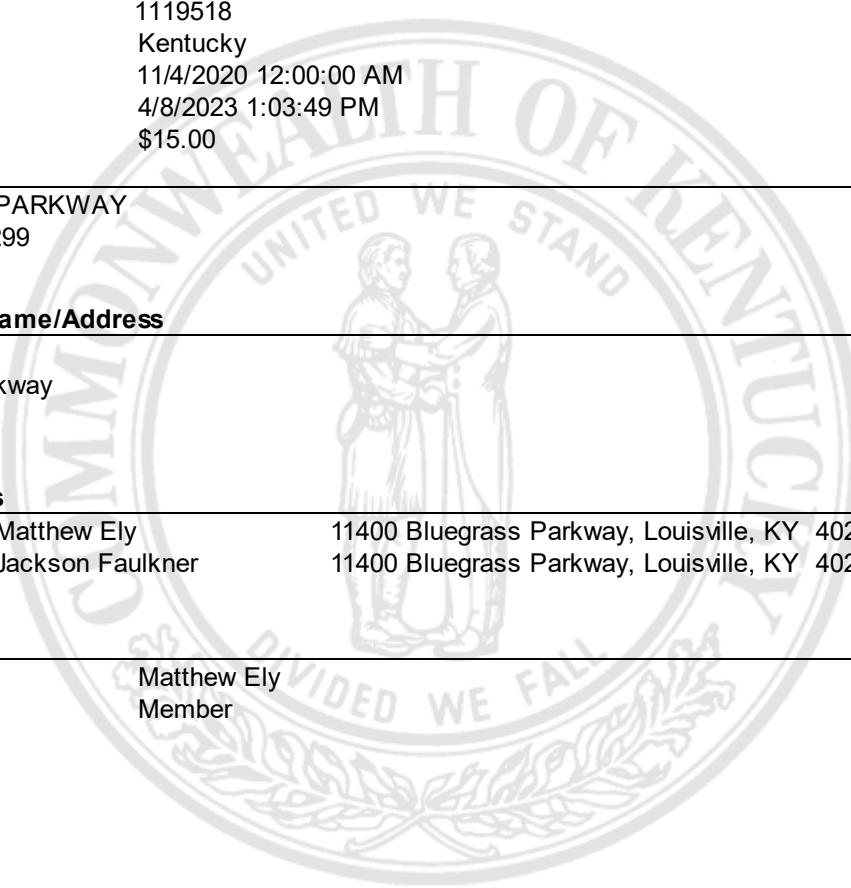 1119518
Kentucky
11/4/2020 12:00:00 AM
4/8/2023 1:03:49 PM
$15.00
PARKWAY
299
ame/Address
kway
s
Matthew Ely 11400 Bluegrass Parkway, Louisville, KY 402
Jackson Faulkner 11400 Bluegrass Parkway, Louisville, KY 402
Matthew Ely
Member
COMMONWEALTH OF KENTUCKY
UNITED WE STAND
DIVIDED WE FALL